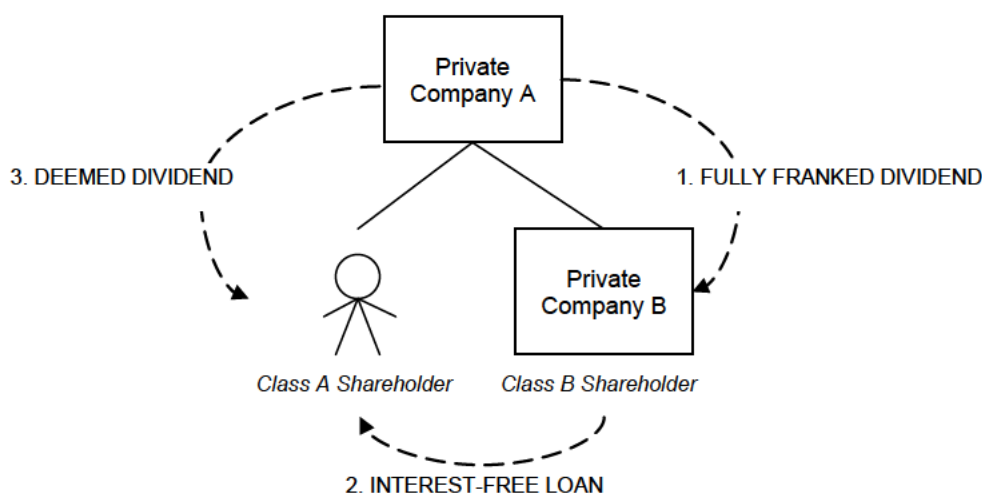 Private
Company A
3. DEEMED DIVIDEND
1. FULLY FRANKED DIVIDEND
Private
Company B
Class A Shareholder
Class B Shareholder
2. INTEREST-FREE LOAN